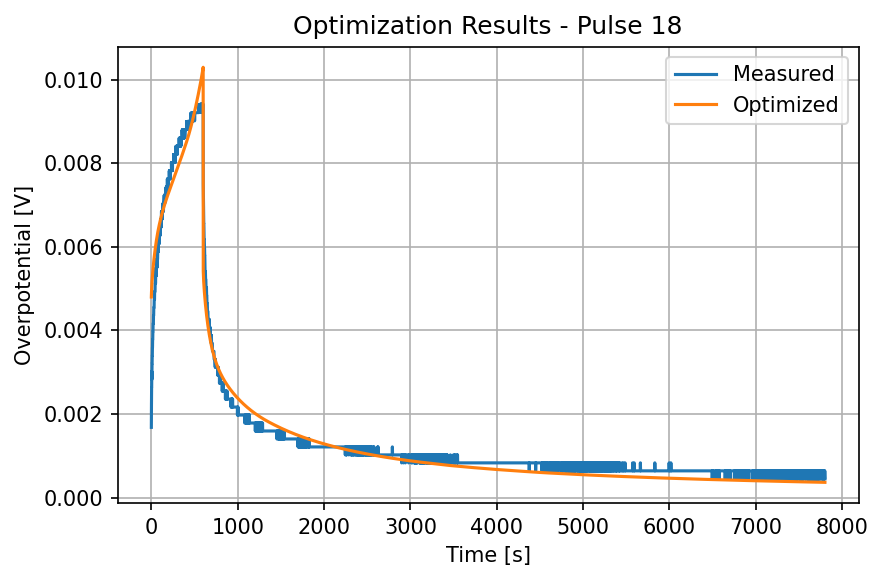 Optimization Results - Pulse 18
Measured
Optimized
Overpotential [V]
0.010
0.008
0.006
0.004
0.002
0.000
0 1000 2000 3000 4000 5000 6000 7000 8000
Time [s]